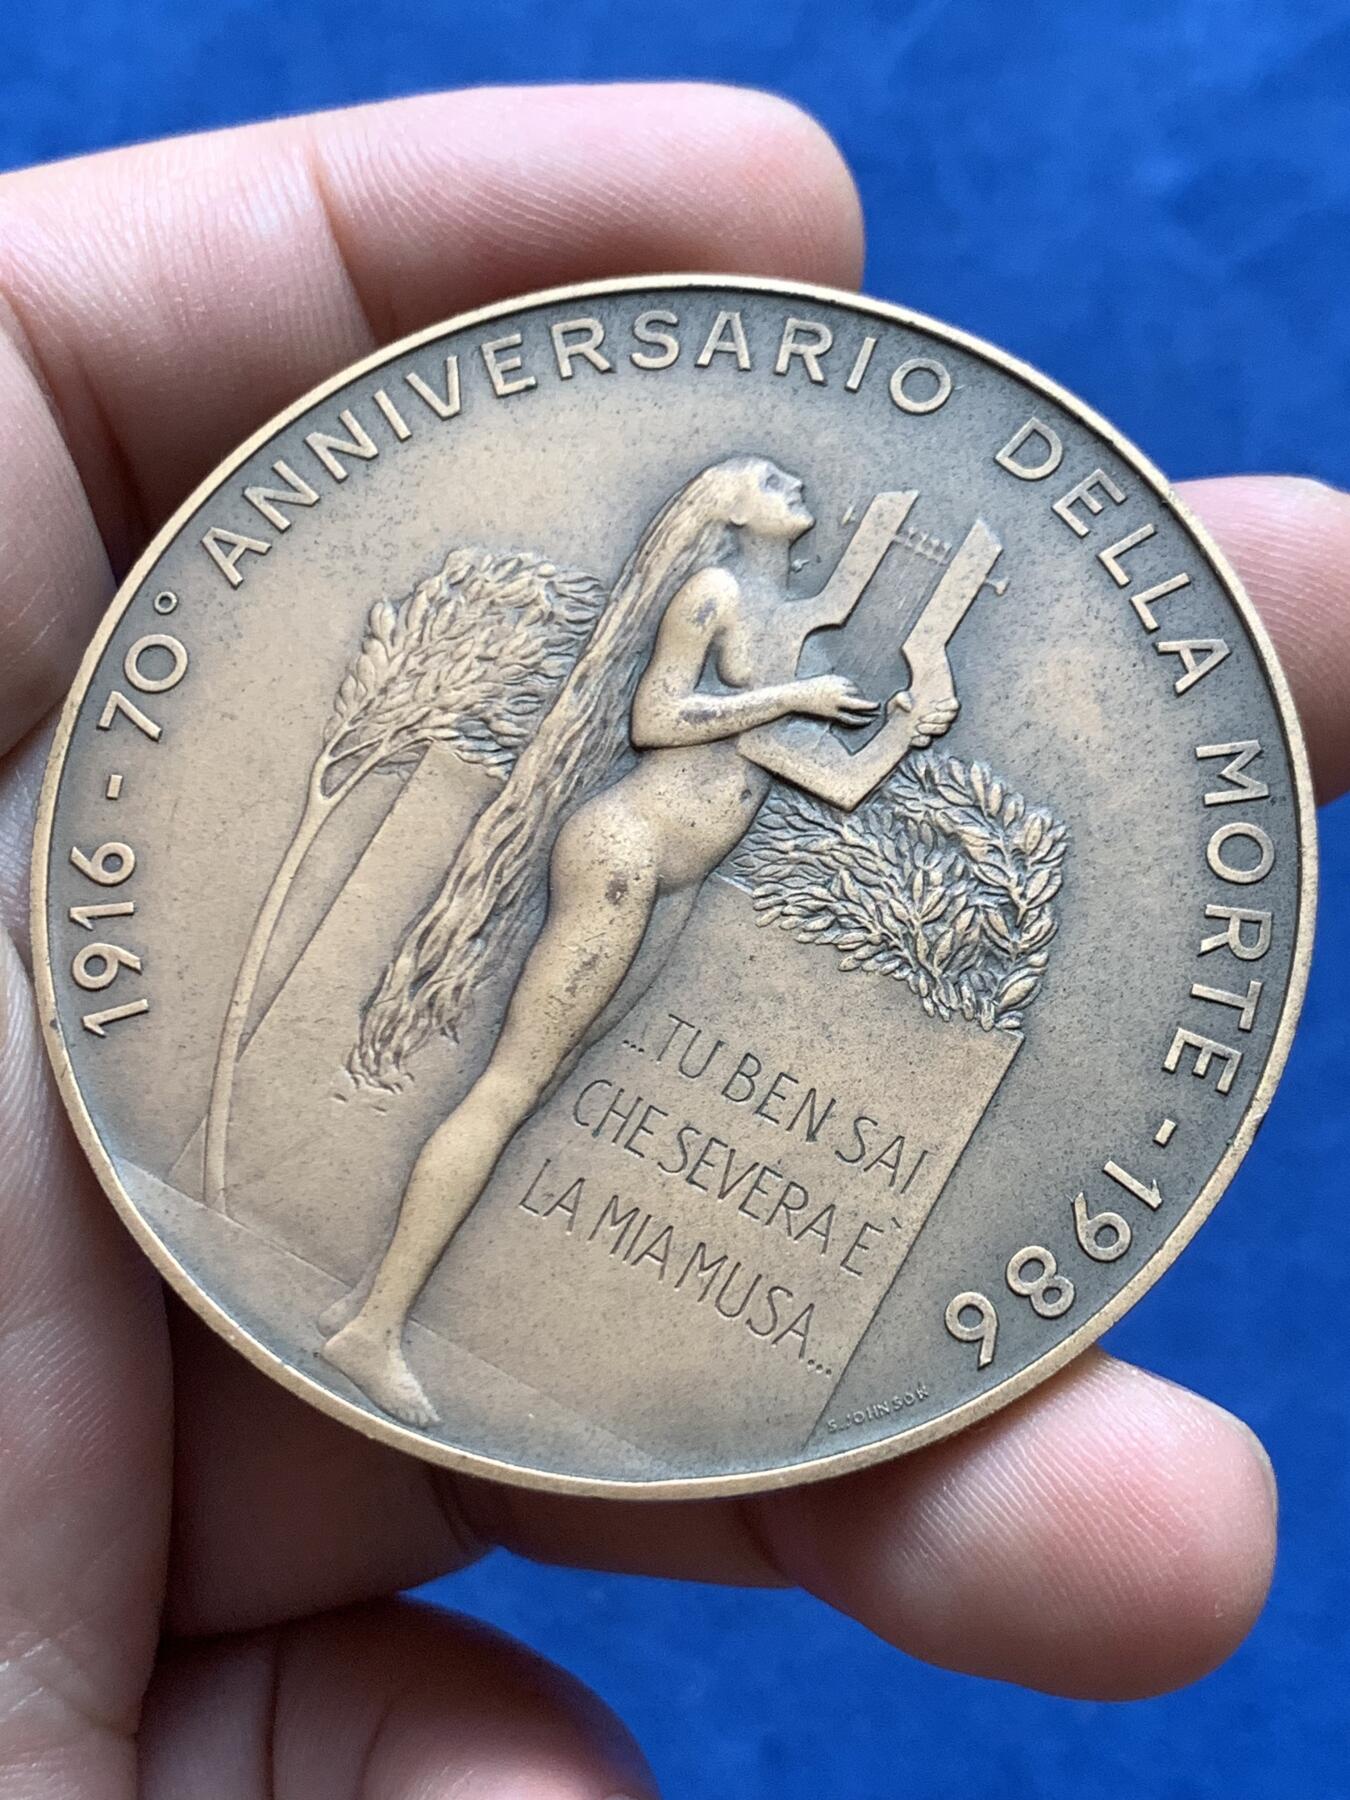 1916 - 70° ANNIVERSARIO DELLA MORTE - 1986
...TU BEN SAI
CHE SEVERA E'
LA MIA MUSA...
S. JOHNSON